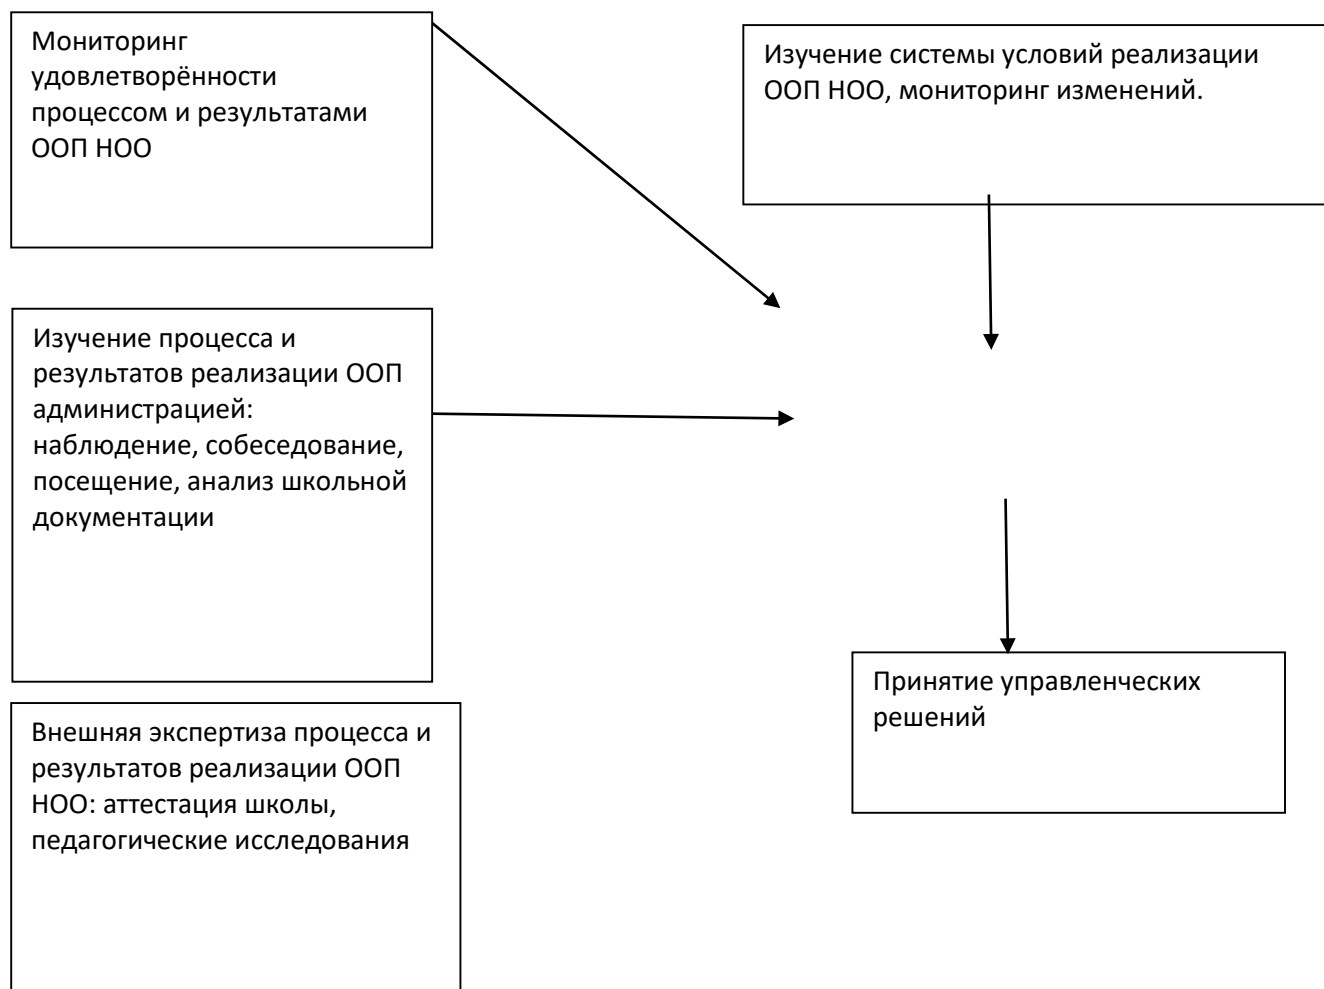 Мониторинг
удовлетворённости
процессом и результатами
ООП НОО
Изучение системы условий реализации
ООП НОО, мониторинг изменений.
Изучение процесса и
результатов реализации ООП
администрацией:
наблюдение, собеседование,
посещение, анализ школьной
документации
Принятие управленческих
решений
Внешняя экспертиза процесса и
результатов реализации ООП
НОО: аттестация школы,
педагогические исследования